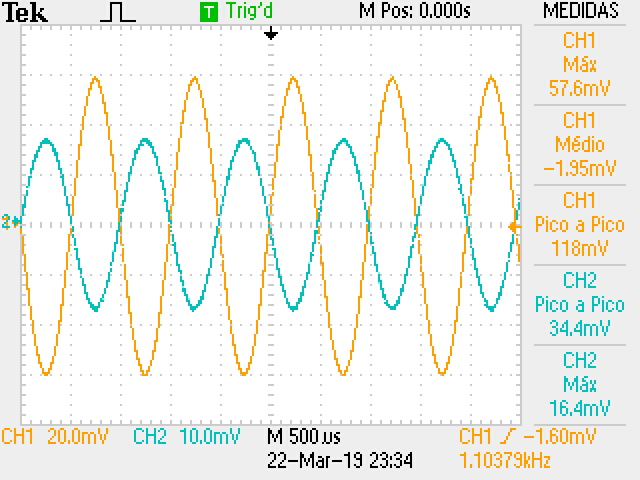 Tek T Trig'd M Pos: 0.000s MEDIDAS
CH1
Máx
57.6mV
CH1
Médio
-1.95mV
CH1
Pico a Pico
118mV
CH2
Pico a Pico
34.4mV
CH2
Máx
16.4mV
2
CH1 20.0mV CH2 10.0mV M 500µs CH1 -1.60mV
22-Mar-19 23:34 1.10379kHz